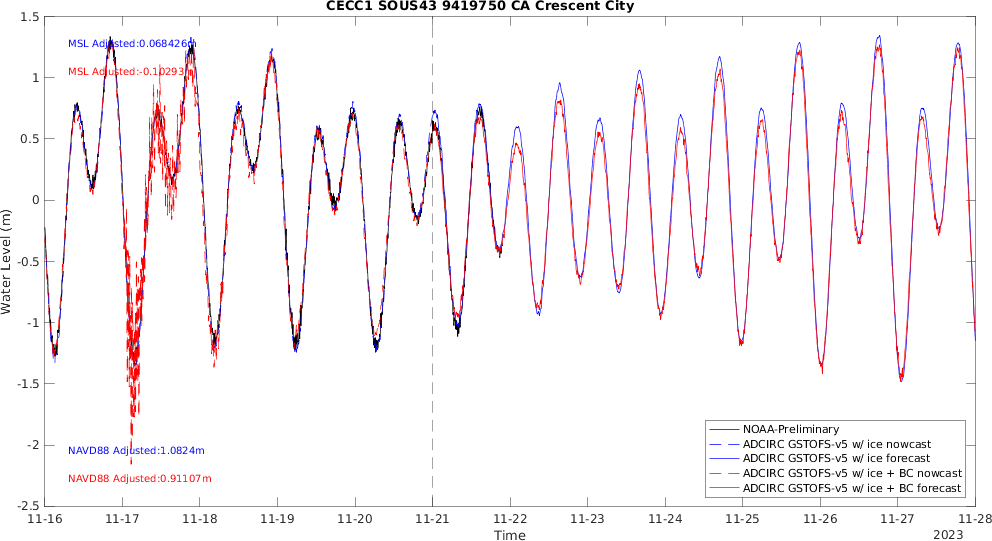 CECC1 SOUS43 9419750 CA Crescent City
MSL Adjusted:0.068426m
MSL Adjusted:-0.10293
NAVD88 Adjusted:1.0824m
NAVD88 Adjusted:0.91107m
Water Level (m)
1.5
1
0.5
0
-0.5
-1
-1.5
-2
-2.5
NOAA-Preliminary
ADCIRC GSTOFS-v5 w/ ice nowcast
ADCIRC GSTOFS-v5 w/ ice forecast
ADCIRC GSTOFS-v5 w/ ice + BC nowcast
ADCIRC GSTOFS-v5 w/ ice + BC forecast
11-16 11-17 11-18 11-19 11-20 11-21 11-22 11-23 11-24 11-25 11-26 11-27 11-28
Time
2023